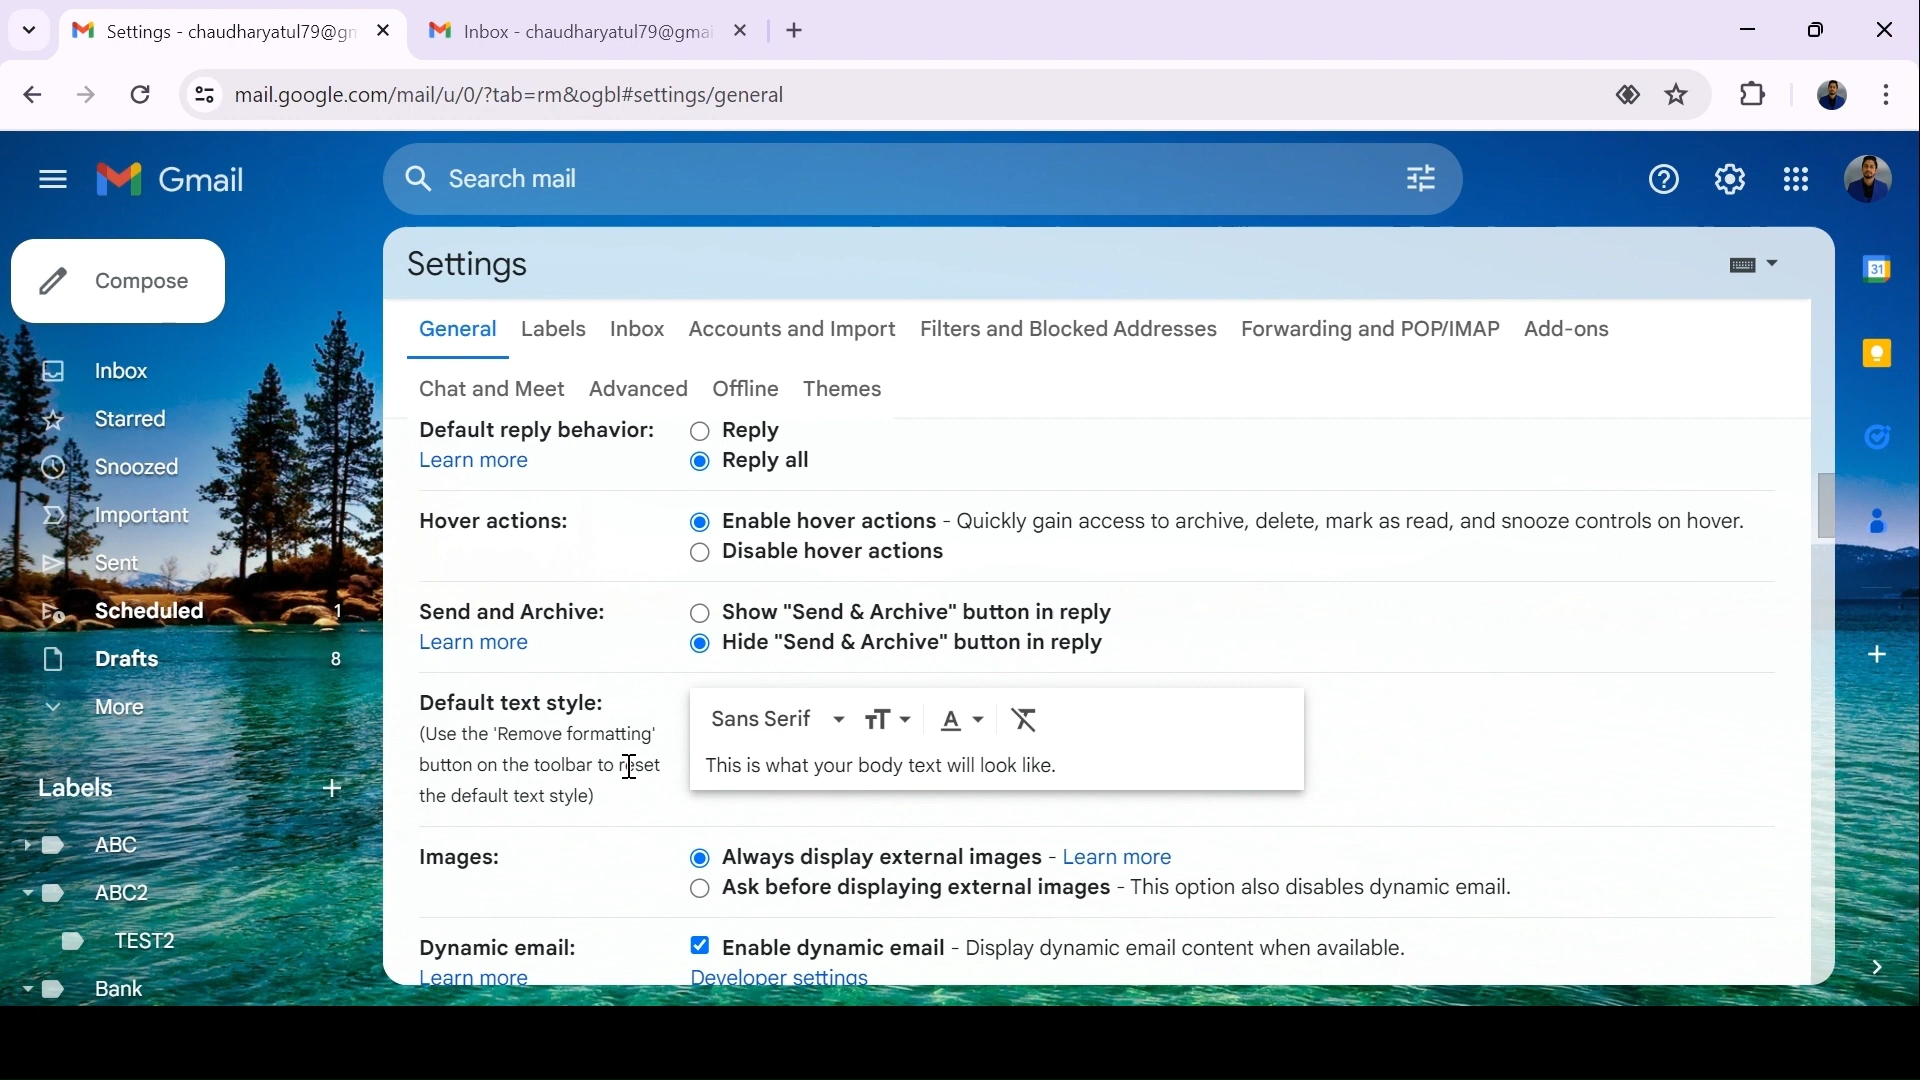 Settings - chaudharyatul79@gm
Inbox - chaudharyatul79@gmai
mail.google.com/mail/u/0/?tab=rm&ogbl#settings/general
Gmail
Search mail
Compose
Settings
General Labels Inbox Accounts and Import Filters and Blocked Addresses Forwarding and POP/IMAP Add-ons
Chat and Meet Advanced Offline Themes
Inbox
Starred
Snoozed
Important
Sent
Scheduled 1
Drafts 8
More
Labels
ABC
ABC2
TEST2
Bank
Default reply behavior:
Learn more
Reply
Reply all
Hover actions:
Enable hover actions - Quickly gain access to archive, delete, mark as read, and snooze controls on hover.
Disable hover actions
Send and Archive:
Learn more
Show "Send & Archive" button in reply
Hide "Send & Archive" button in reply
Default text style:
(Use the 'Remove formatting'
button on the toolbar to reset
the default text style)
Sans Serif
This is what your body text will look like.
Images:
Always display external images - Learn more
Ask before displaying external images - This option also disables dynamic email.
Dynamic email:
Learn more
Enable dynamic email - Display dynamic email content when available.
Developer settings
31